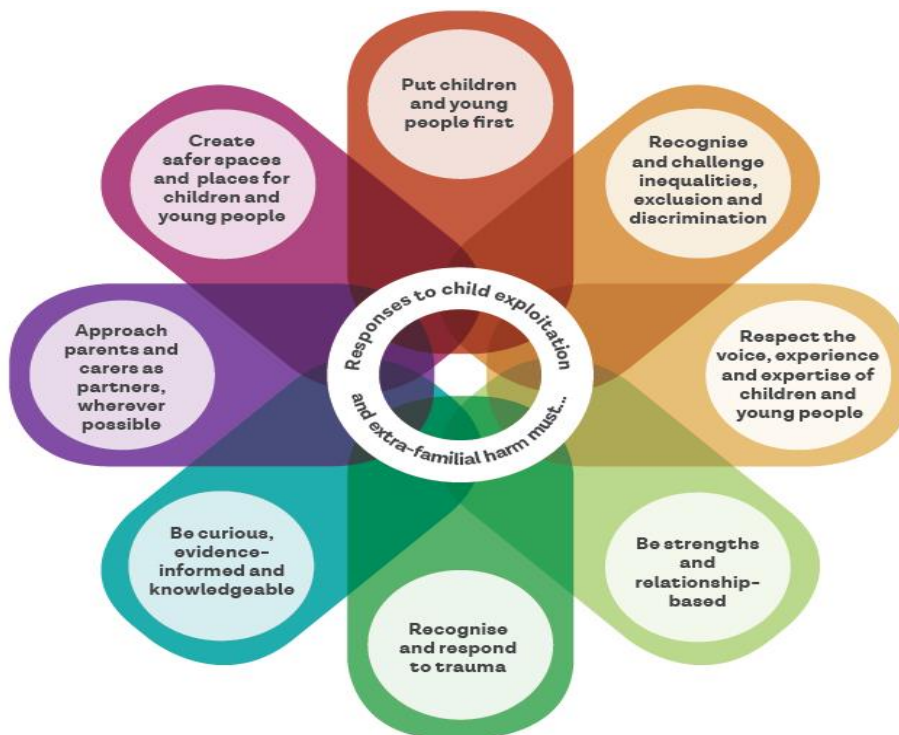 Put children
and young
people first
Recognise
and challenge
inequalities,
exclusion and
discrimination
Respect the
voice, experience
and expertise of
children and
young people
Be strengths
and
relationship-
based
Recognise
and respond
to trauma
Be curious,
evidence-
informed and
knowledgeable
Approach
parents and
carers as
partners,
wherever
possible
Create
safer spaces
and places for
children and
young people
Responses to child exploitation
and extra-familial harm must...